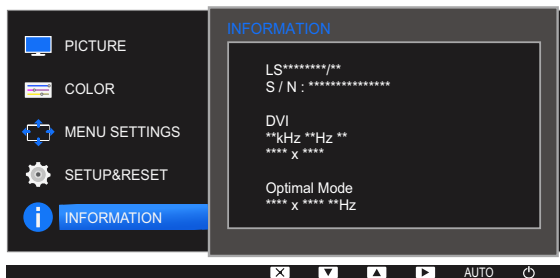 PICTURE
COLOR
MENU SETTINGS
SETUP&RESET
INFORMATION
INFORMATION
LS********/**
S / N : ***************
DVI
**kHz **Hz **
**** x ****
Optimal Mode
**** x **** **Hz
AUTO